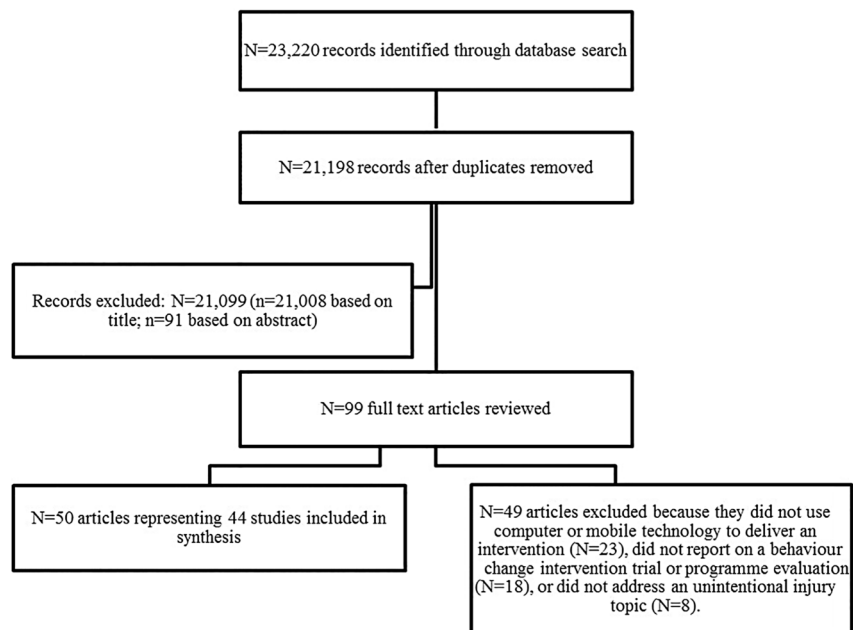 N=23,220 records identified through database search
N=21,198 records after duplicates removed
Records excluded: N=21,099 (n=21,008 based on
title; n=91 based on abstract)
N=99 full text articles reviewed
N=50 articles representing 44 studies included in
synthesis
N=49 articles excluded because they did not use
computer or mobile technology to deliver an
intervention (N=23), did not report on a behaviour
change intervention trial or programme evaluation
(N=18), or did not address an unintentional injury
topic (N=8).